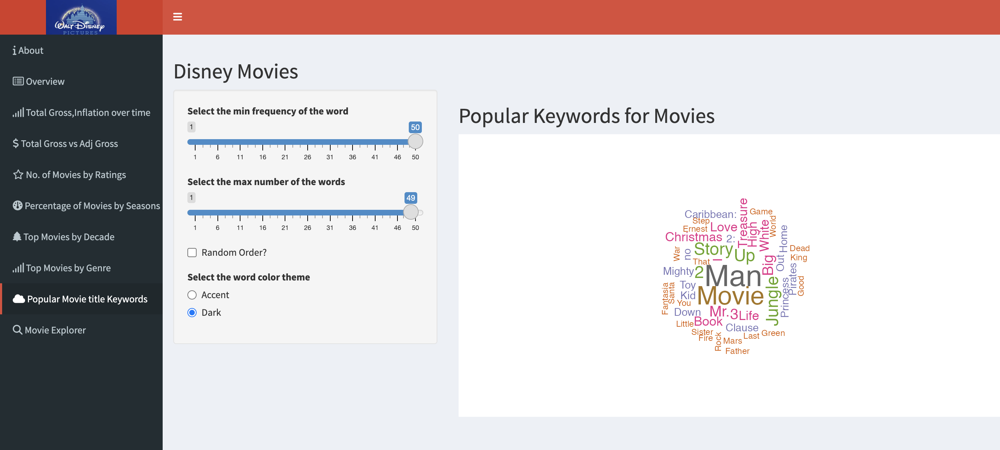 WALT DISNEY
PICTURES
About
Overview
Total Gross,Inflation over time
Total Gross vs Adj Gross
No. of Movies by Ratings
Percentage of Movies by Seasons
Top Movies by Decade
Top Movies by Genre
Popular Movie title Keywords
Movie Explorer
Disney Movies
Select the min frequency of the word
1 50
1 6 11 16 21 26 31 36 41 46 50
Select the max number of the words
1 49
1 6 11 16 21 26 31 36 41 46 50
Random Order?
Select the word color theme
Accent
Dark
Popular Keywords for Movies
Treasure
Game
Caribbean:
Step
World
Ernest
Love
High
White
Home
Christmas
2:
Story
Up
War
no
That
I
Big
Out
Dead
King
Mighty
2
Man
Pirates
Good
Jungle
Princess
Fantasia
Santa
Toy
Kid
Movie
You
Down
Mr.
3
Life
Little
Book
Clause
Sister
Fire
Rock
Mars
Last
Green
Father